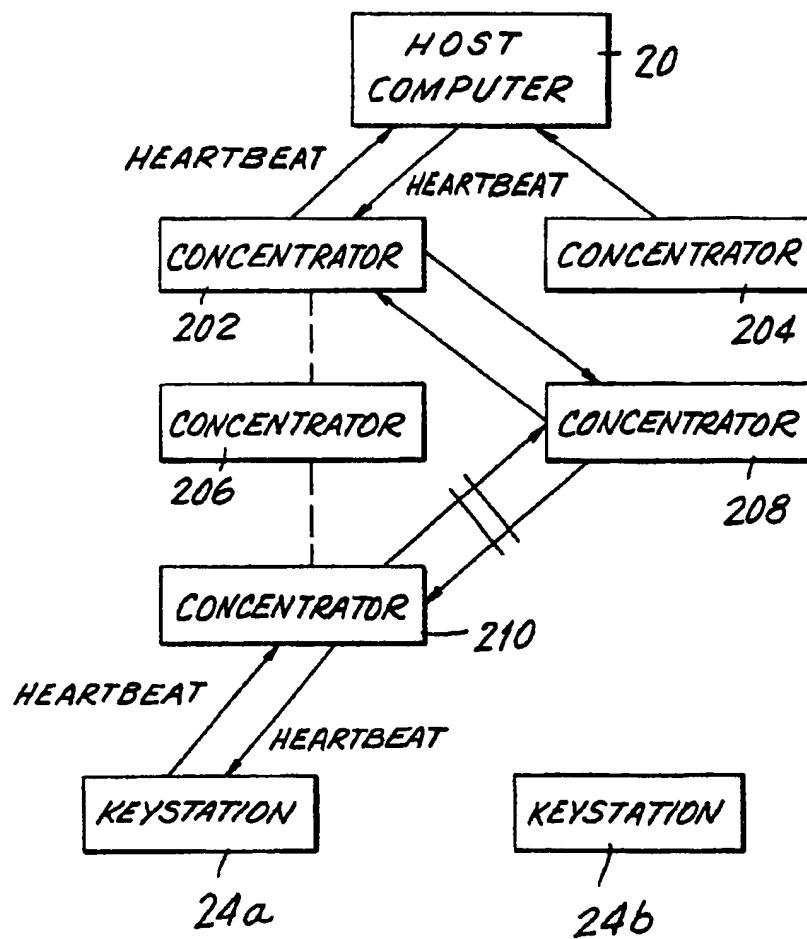 HOST
COMPUTER
20
HEARTBEAT
HEARTBEAT
CONCENTRATOR
CONCENTRATOR
202
204
CONCENTRATOR
CONCENTRATOR
206
208
CONCENTRATOR
210
HEARTBEAT
HEARTBEAT
KEYSTATION
KEYSTATION
24a
24b